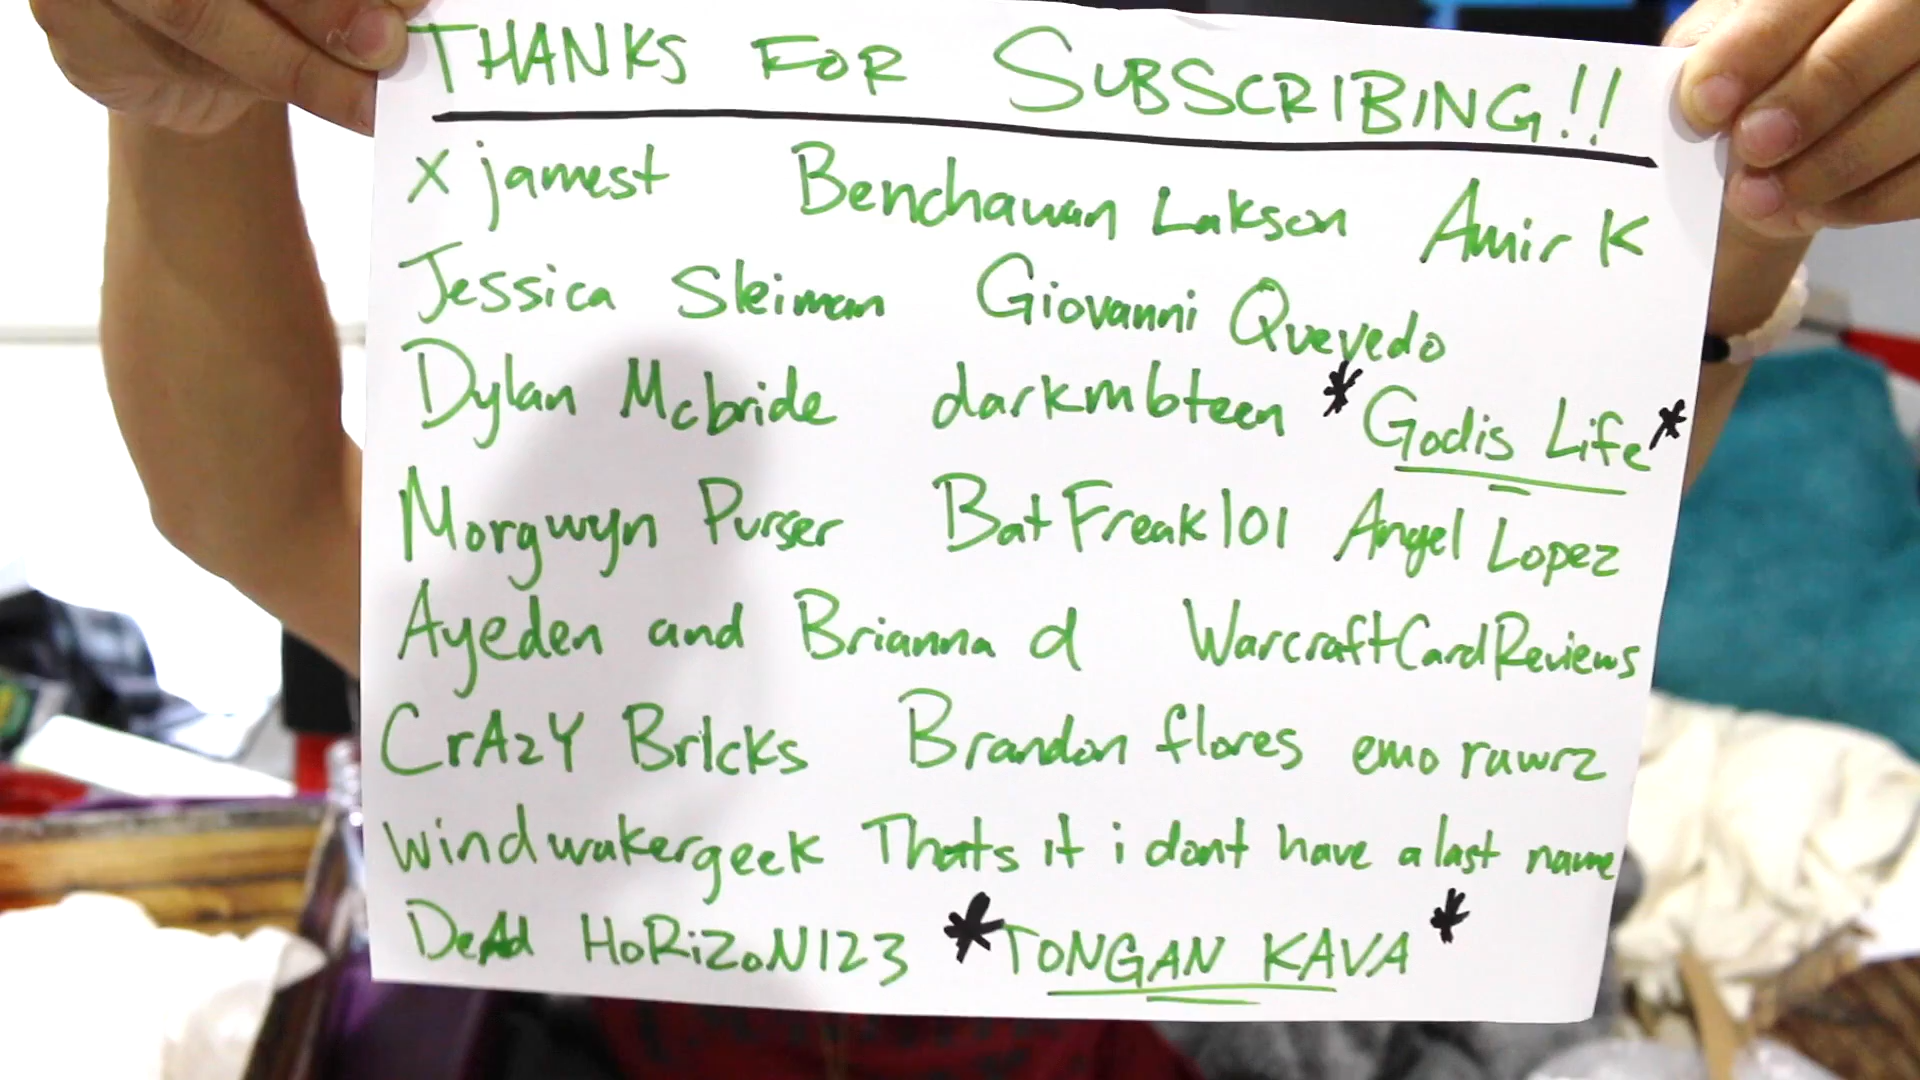 THANKS FOR SUBSCRIBING!!
x jamest Benchawan Lakson Amir K
Jessica Sleiman Giovanni Quevedo
Dylan Mcbride darkmbteen *Godis Life*
Morgwyn Purser BatFreak101 Angel Lopez
Ayeden and Brianna d WarcraftCardReviews
CrAzY BrIcks Brandon flores emo rawrz
windwakergeek Thats it i dont have a last name
DeAd HoRiZoN123 *TONGAN KAVA*